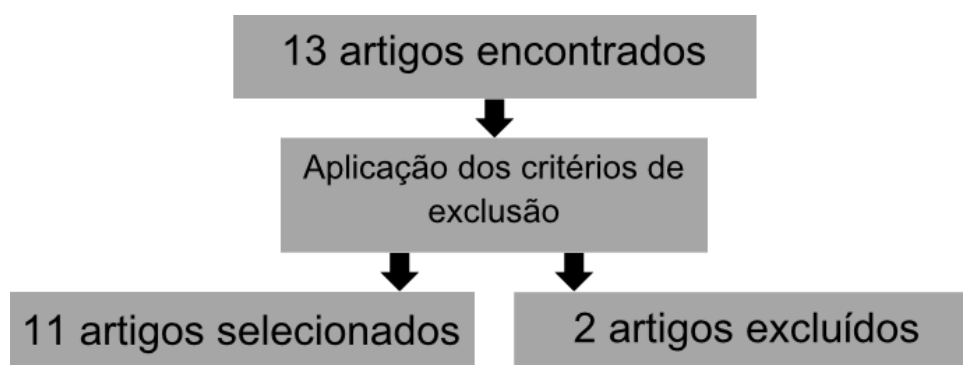 13 artigos encontrados
Aplicação dos critérios de
exclusão
11 artigos selecionados
2 artigos excluídos